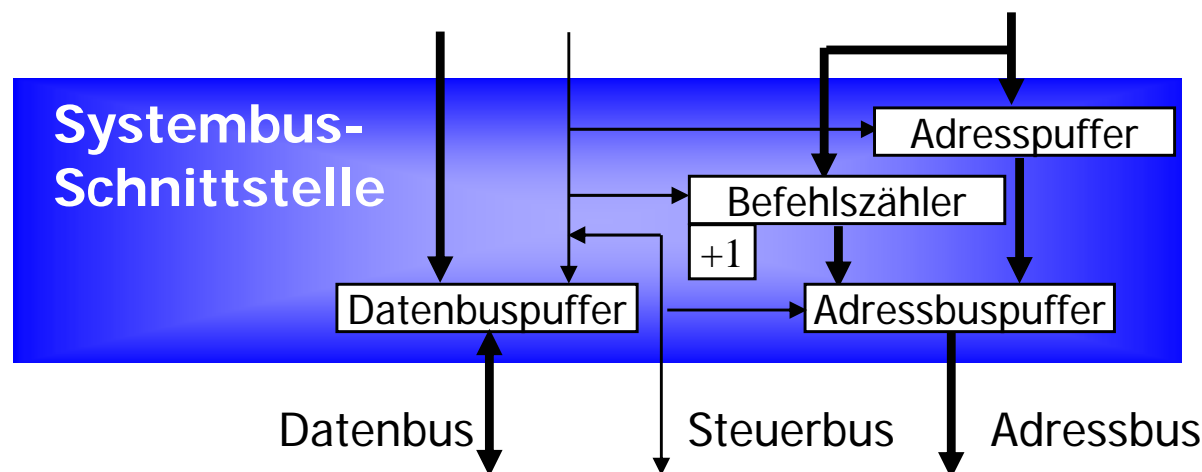 Systembus-
Schnittstelle
Adresspuffer
Befehlszähler
+1
Datenbuspuffer
Adressbuspuffer
Datenbus
Steuerbus
Adressbus